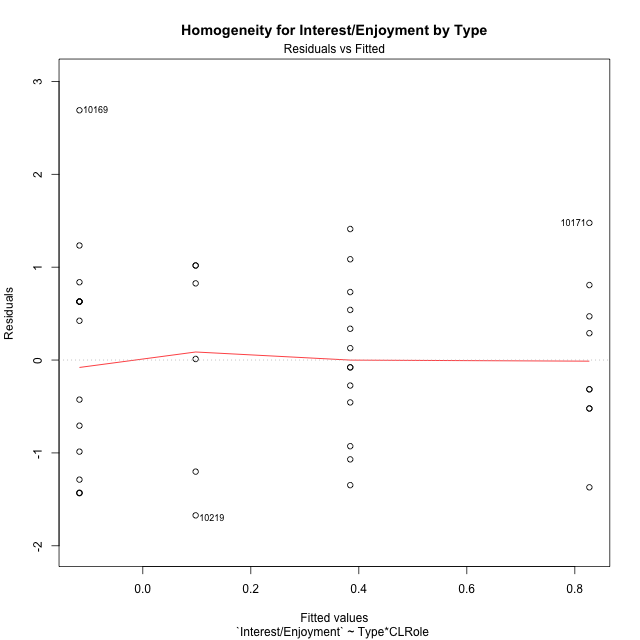 Homogeneity for Interest/Enjoyment by Type
Residuals vs Fitted
3
10169
2
10171
1
Residuals
0
-1
10219
-2
0.0 0.2 0.4 0.6 0.8
Fitted values
`Interest/Enjoyment` ~ Type*CLRole